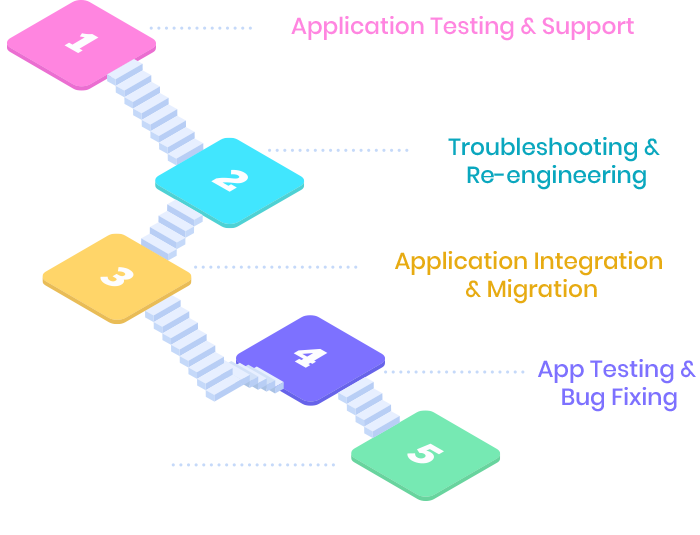 1
Application Testing & Support
2
Troubleshooting &
Re-engineering
3
Application Integration
& Migration
4
App Testing &
Bug Fixing
5